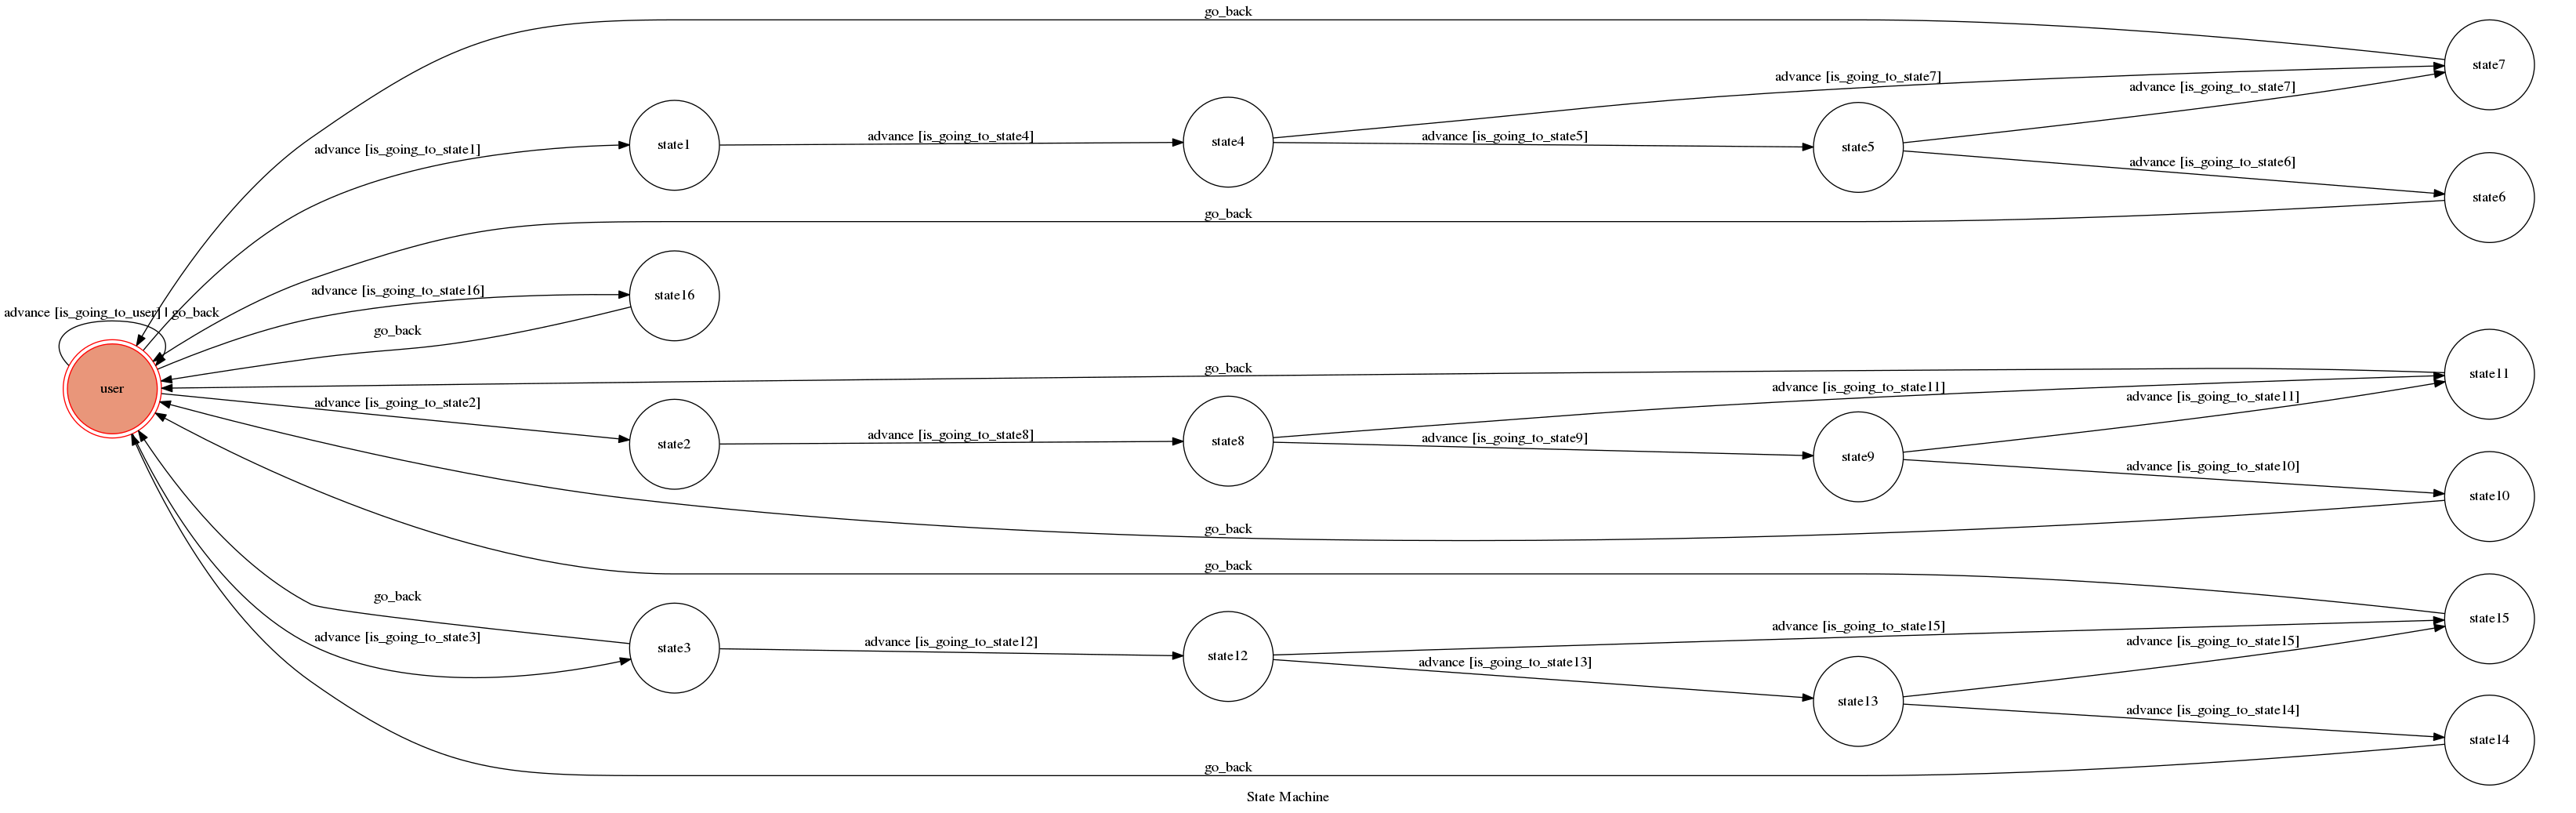 go_back
state7
advance [is_going_to_state7]
advance [is_going_to_state7]
advance [is_going_to_state1]
state1
advance [is_going_to_state4]
state4
advance [is_going_to_state5]
state5
advance [is_going_to_state6]
state6
go_back
advance [is_going_to_state16]
state16
advance [is_going_to_user] | go_back
go_back
user
go_back
state11
advance [is_going_to_state11]
advance [is_going_to_state11]
advance [is_going_to_state2]
state2
advance [is_going_to_state8]
state8
advance [is_going_to_state9]
state9
advance [is_going_to_state10]
state10
go_back
go_back
go_back
state15
advance [is_going_to_state15]
advance [is_going_to_state15]
advance [is_going_to_state3]
state3
advance [is_going_to_state12]
state12
advance [is_going_to_state13]
state13
advance [is_going_to_state14]
state14
go_back
State Machine